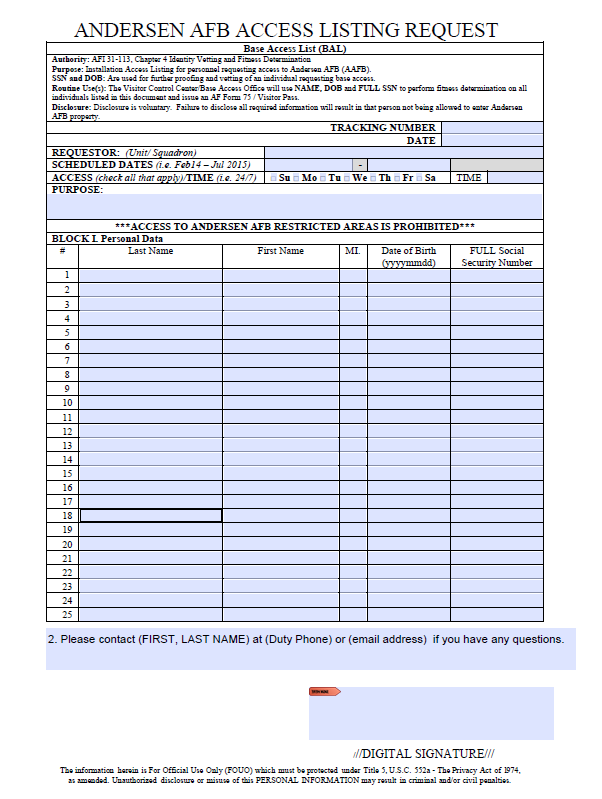 ANDERSEN AFB ACCESS LISTING REQUEST
Base Access List (BAL)
Authority: AFI 31-113, Chapter 4 Identity Vetting and Fitness Determination
Purpose: Installation Access Listing for personnel requesting access to Andersen AFB (AAFB).
SSN and DOB: Are used for further proofing and vetting of an individual requesting base access.
Routine Use(s): The Visitor Control Center/Base Access Office will use NAME, DOB and FULL SSN to perform fitness determination on all
individuals listed in this document and issue an AF Form 75 / Visitor Pass.
Disclosure: Disclosure is voluntary. Failure to disclose all required information will result in that person not being allowed to enter Andersen
AFB property.
TRACKING NUMBER
DATE
REQUESTOR: (Unit/ Squadron)
SCHEDULED DATES (i.e. Feb14 – Jul 2015) -
ACCESS (check all that apply)/TIME (i.e. 24/7) Su Mo Tu We Th Fr Sa TIME
PURPOSE:
***ACCESS TO ANDERSEN AFB RESTRICTED AREAS IS PROHIBITED***
BLOCK I. Personal Data
# Last Name First Name MI. Date of Birth FULL Social
(yyyymmdd) Security Number
1
2
3
4
5
6
7
8
9
10
11
12
13
14
15
16
17
18
19
20
21
22
23
24
25
2. Please contact (FIRST, LAST NAME) at (Duty Phone) or (email address) if you have any questions.
///DIGITAL SIGNATURE///
The information herein is For Official Use Only (FOUO) which must be protected under Title 5, U.S.C. 552a - The Privacy Act of 1974,
as amended. Unauthorized disclosure or misuse of this PERSONAL INFORMATION may result in criminal and/or civil penalties.